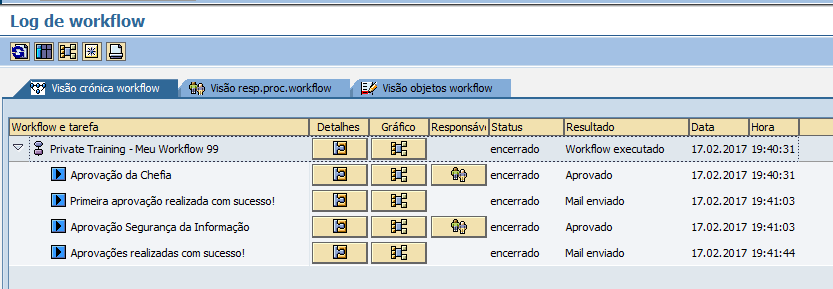 Log de workflow
Visão crónica workflow Visão resp.proc.workflow Visão objetos workflow
Workflow e tarefa Detalhes Gráfico Responsáv Status Resultado Data Hora
Private Training - Meu Workflow 99 encerrado Workflow executado 17.02.2017 19:40:31
Aprovação da Chefia encerrado Aprovado 17.02.2017 19:40:31
Primeira aprovação realizada com sucesso! encerrado Mail enviado 17.02.2017 19:41:03
Aprovação Segurança da Informação encerrado Aprovado 17.02.2017 19:41:03
Aprovações realizadas com sucesso! encerrado Mail enviado 17.02.2017 19:41:44